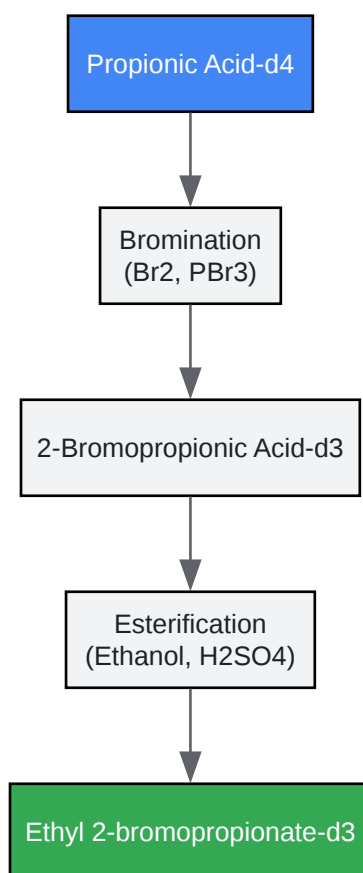 Propionic Acid-d4
Bromination
(Br2, PBr3)
2-Bromopropionic Acid-d3
Esterification
(Ethanol, H2SO4)
Ethyl 2-bromopropionate-d3